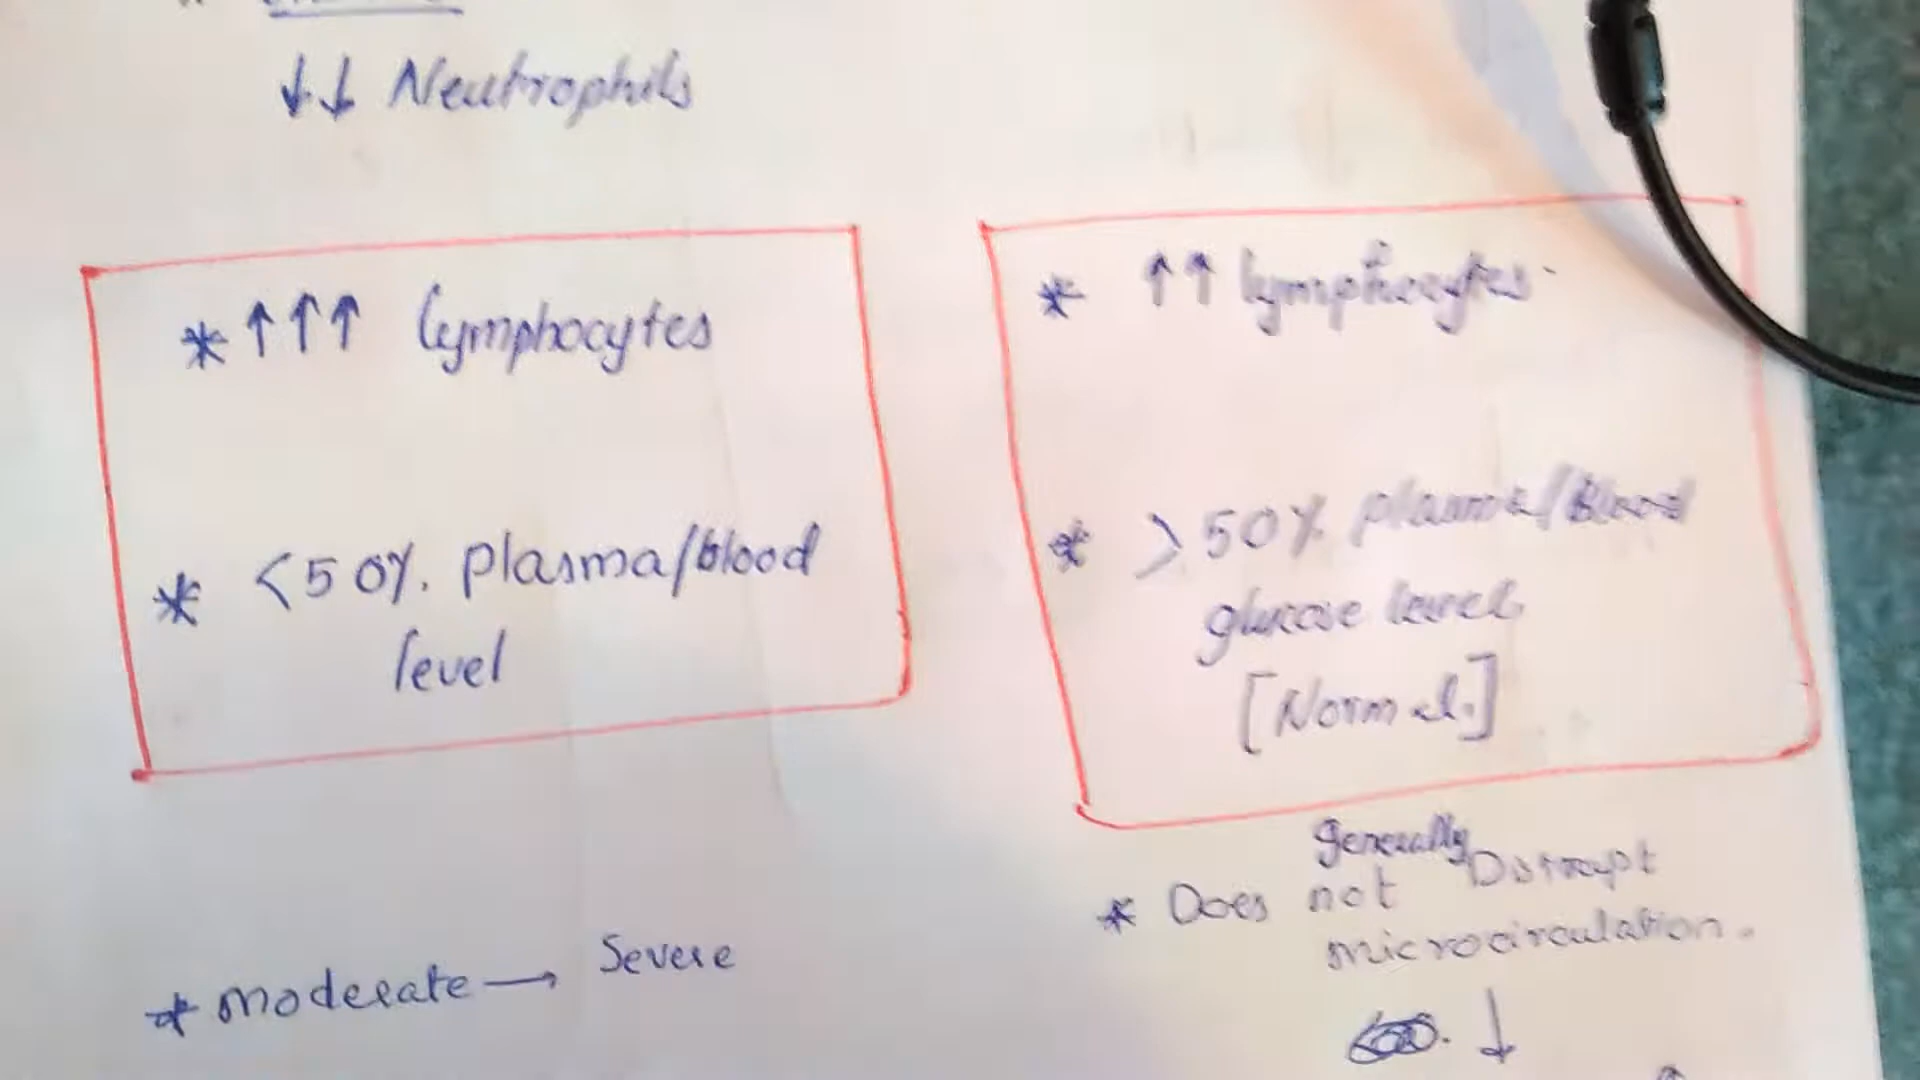 ↓↓ Neutrophils
* ↑↑↑ lymphocytes
* <50%. plasma/blood
level
* moderate → Severe
* ↑↑ lymphocytes
* >50% plasma/blood
glucose level
[Normal.]
generally
* Does not Disrupt
microcirculation.
↓